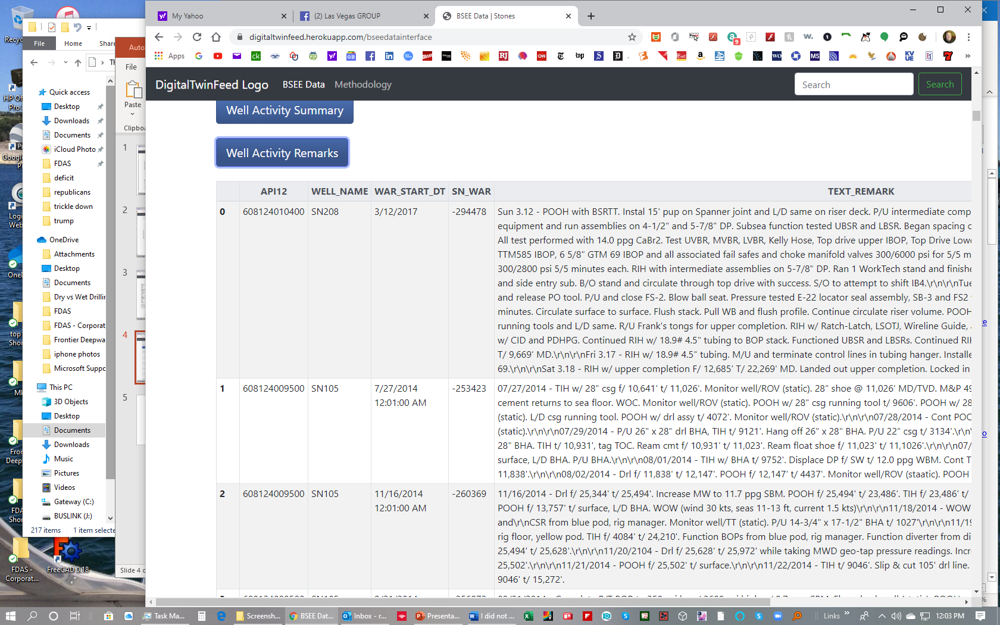 My Yahoo
(2) Las Vegas GROUP
BSEE Data | Stones
digitaltwinfeed.herokuapp.com/bseedatainterface
Apps
DigitalTwinFeed Logo
BSEE Data
Methodology
Search
Search
Well Activity Summary
Well Activity Remarks
API12 WELL_NAME WAR_START_DT SN_WAR TEXT_REMARK
0 608124010400 SN208 3/12/2017 -294478 Sun 3.12 - POOH with BSRTT. Instal 15' pup on Spanner joint and L/D same on riser deck. P/U intermediate comp
equipment and run assemblies on 4-1/2" and 5-7/8" DP. Subsea function tested UBSR and LBSR. Began spacing
All test performed with 14.0 ppg CaBr2. Test UVBR, MVBR, LVBR, Kelly Hose, Top drive upper IBOP, Top Drive Lowe
TTM585 IBOP, 6 5/8" GTM 69 IBOP and all associated fail safes and choke manifold valves 300/6000 psi for 5/5 m
300/2800 psi 5/5 minutes each. RIH with intermediate assemblies on 5-7/8" DP. Ran 1 WorkTech stand and finishe
and side entry sub. B/O stand and circulate through top drive with success. S/O to attempt to shift IB4.\r\n\r\nTue
and release PO tool. P/U and close FS-2. Blow ball seat. Pressure tested E-22 locator seal assembly, SB-3 and FS2
minutes. Circulate surface to surface. Flush stack. Pull WB and flush profile. Continue circulate riser volume. POOH
running tools and L/D same. R/U Frank's tongs for upper completion. RIH w/ Ratch-Latch, LSOTJ, Wireline Guide,
w/ CID and PDHPG. Continued RIH w/ 18.9# 4.5" tubing to BOP stack. Functioned UBSR and LBSRs. Continued RIH
T/ 9,669' MD.\r\n\r\nFri 3.17 - RIH w/ 18.9# 4.5" tubing. M/U and terminate control lines in tubing hanger. Installe
69.\r\n\r\nSat 3.18 - RIH w/ upper completion F/ 12,685' T/ 22,269' MD. Landed out upper completion. Locked in
1 608124009500 SN105 7/27/2014 12:01:00 AM -253423 07/27/2014 - TIH w/ 28" csg f/ 10,641' t/ 11,026'. Monitor well/ROV (static). 28" shoe @ 11,026' MD/TVD. M&P 49
cement returns to sea floor. WOC. Monitor well/ROV (static). POOH w/ 28" csg running tool t/ 9606'. POOH w/ 28
(static). L/D csg running tool. POOH w/ drl assy t/ 4072'. Monitor well/ROV (static).\r\n\r\n07/28/2014 - Cont POC
(static).\r\n\r\n07/29/2014 - P/U 26" x 28" drl BHA, TIH t/ 9121'. Hang off 26" x 28" BHA. P/U 22" csg t/ 3134'.\r\n
28" BHA. TIH t/ 10,931', tag TOC. Ream cmt f/ 10,931' t/ 11,023'. Ream float shoe f/ 11,023' t/ 11,1026'.\r\n\r\n07/
surface, L/D BHA. P/U BHA.\r\n\r\n08/01/2014 - TIH w/ BHA t/ 9752'. Displace DP f/ SW t/ 12.0 ppg WBM. Cont T
11,838'.\r\n\r\n08/02/2014 - Drl f/ 11,838' t/ 12,147'. POOH f/ 12,147' t/ 4437'. Monitor well/ROV (staatic). POOH
2 608124009500 SN105 11/16/2014 12:01:00 AM -260369 11/16/2014 - Drl f/ 25,344' t/ 25,494'. Increase MW to 11.7 ppg SBM. POOH f/ 25,494' t/ 23,486'. TIH f/ 23,486' t/
POOH f/ 13,757' t/ surface, L/D BHA. WOW (wind 30 kts, seas 11-13 ft, current 1.5 kts)\r\n\r\n11/18/2014 - WOW
and\r\nCSR from blue pod, rig manager. Monitor well/TT (static). P/U 14-3/4" x 17-1/2" BHA t/ 1027'\r\n\r\n11/19
rig floor, yellow pod. TIH f/ 4084' t/ 24,210'. Function BOPs from blue pod, rig manager. Function diverter from di
25,494' t/ 25,628'.\r\n\r\n11/20/2104 - Drl f/ 25,628' t/ 25,972' while taking MWD geo-tap pressure readings. Incre
25,502'.\r\n\r\n11/21/2014 - POOH f/ 25,502' t/ surface.\r\n\r\n11/22/2014 - TIH t/ 9046'. Slip & cut 105' drl line.
9046' t/ 15,272'.
File
Home
Share
Quick access
Desktop
Downloads
Documents
iCloud Photo
FDAS
deficit
republicans
trickle down
trump
OneDrive
Attachments
Desktop
Documents
Dry vs Wet Drillin
FDAS
FDAS - Corporat
Frontier Deepwa
iphone photos
Microsoft Suppo
This PC
3D Objects
Desktop
Documents
Downloads
Music
Pictures
Videos
Gateway (C:)
BUSLINK (J:)
217 items
1 item selecte
Auto
File
Paste
Clipbo
1
2
3
4
5
Slide 4 o
FDAS -
Corporat...
FreeCAD 0.18
Task Ma...
Screensh...
BSEE Dat...
Inbox - r...
Presenta...
I did not ...
Links
12:03 PM